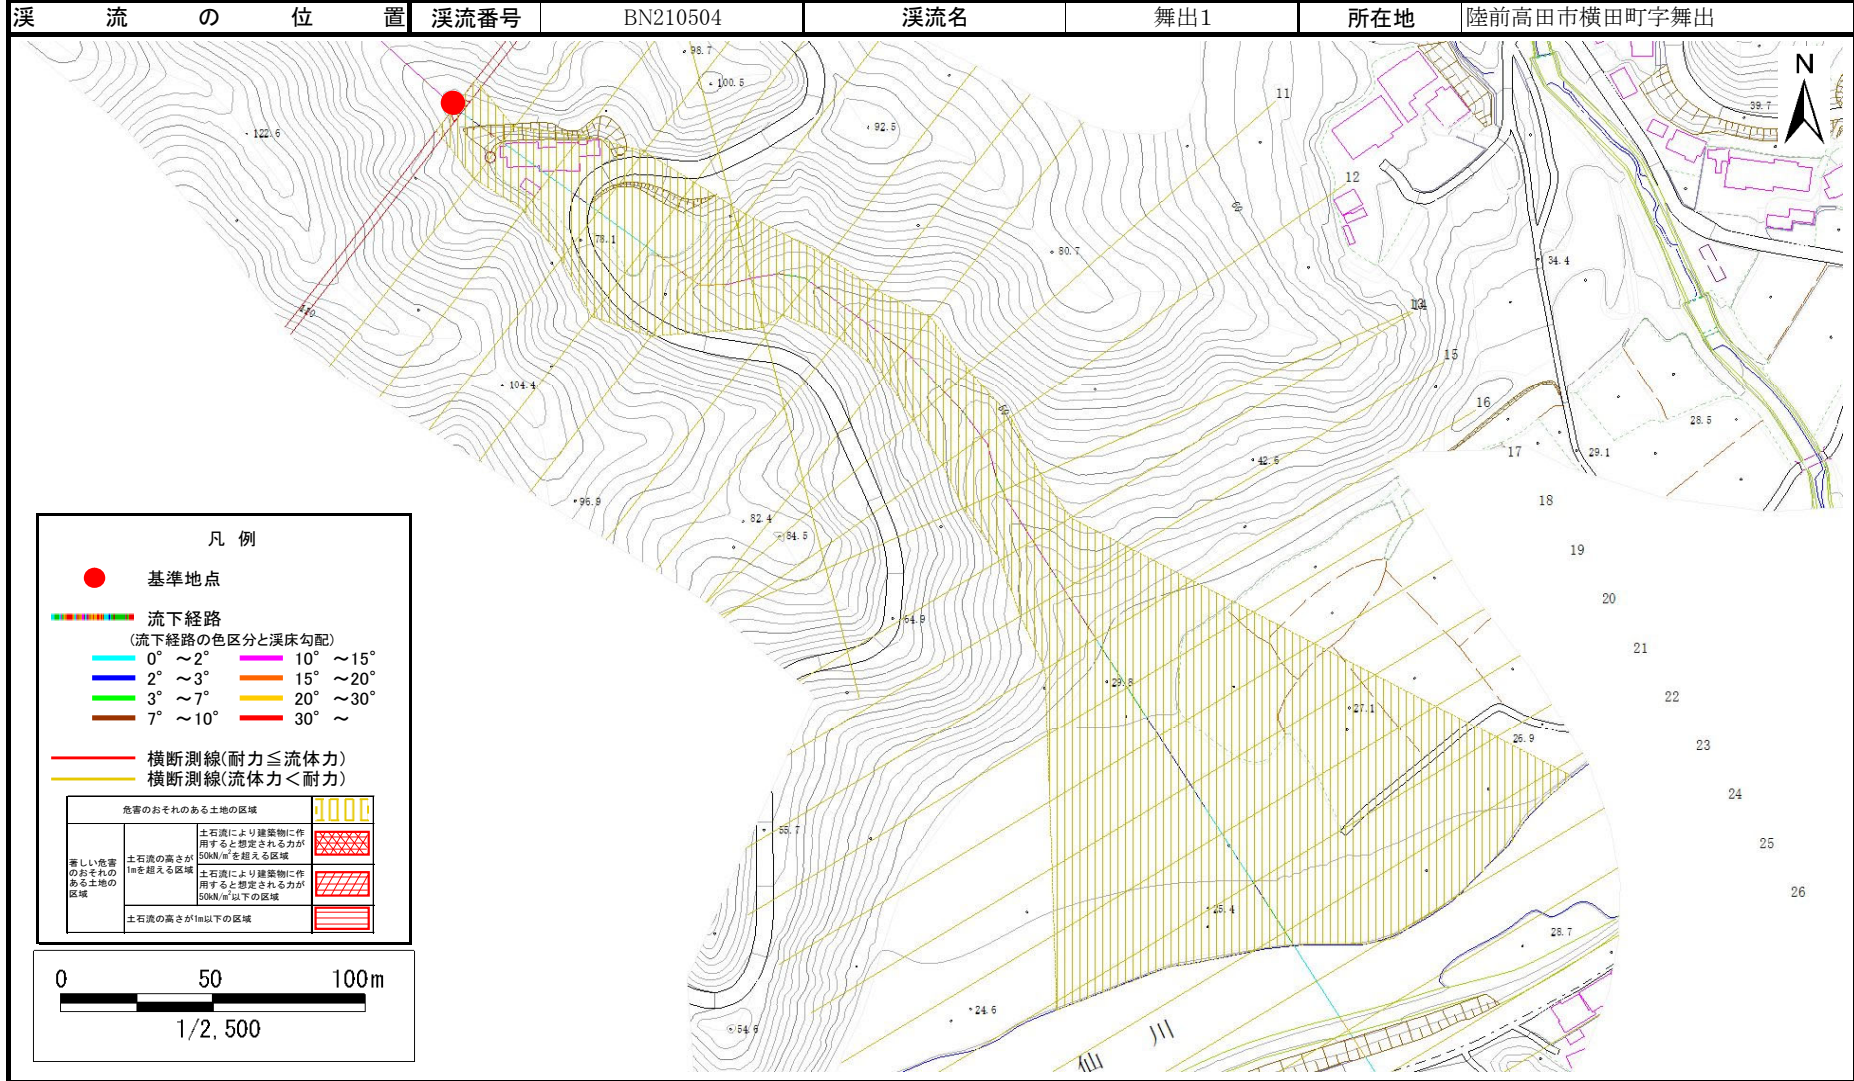 溪流の位置 溪流番号 BN210504 溪流名 舞出1 所在地 陸前高田市横田町字舞出
N
98.7
100.5
11
39.7
122.6
92.5
12
60
78.1
80.7
34.4
110
14
15
104.4
60
16
28.5
17
29.1
42.6
96.9
18
82.4
84.5
19
20
64.9
21
29.8
22
27.1
26.9
23
24
55.7
25
26
25.4
28.7
24.6
54.6
仙川
凡 例
基準地点
流下経路
(流下経路の色区分と渓床勾配)
0° ～2° 10° ～15°
2° ～3° 15° ～20°
3° ～7° 20° ～30°
7° ～10° 30° ～
横断測線(耐力≦流体力)
横断測線(流体力＜耐力)
危害のおそれのある土地の区域
著しい危害
のおそれの
ある土地の
区域
土石流の高さが
1mを超える区域
土石流により建築物に作
用すると想定される力が
50kN/m²を超える区域
土石流により建築物に作
用すると想定される力が
50kN/m²以下の区域
土石流の高さが1m以下の区域
0 50 100m
1/2,500